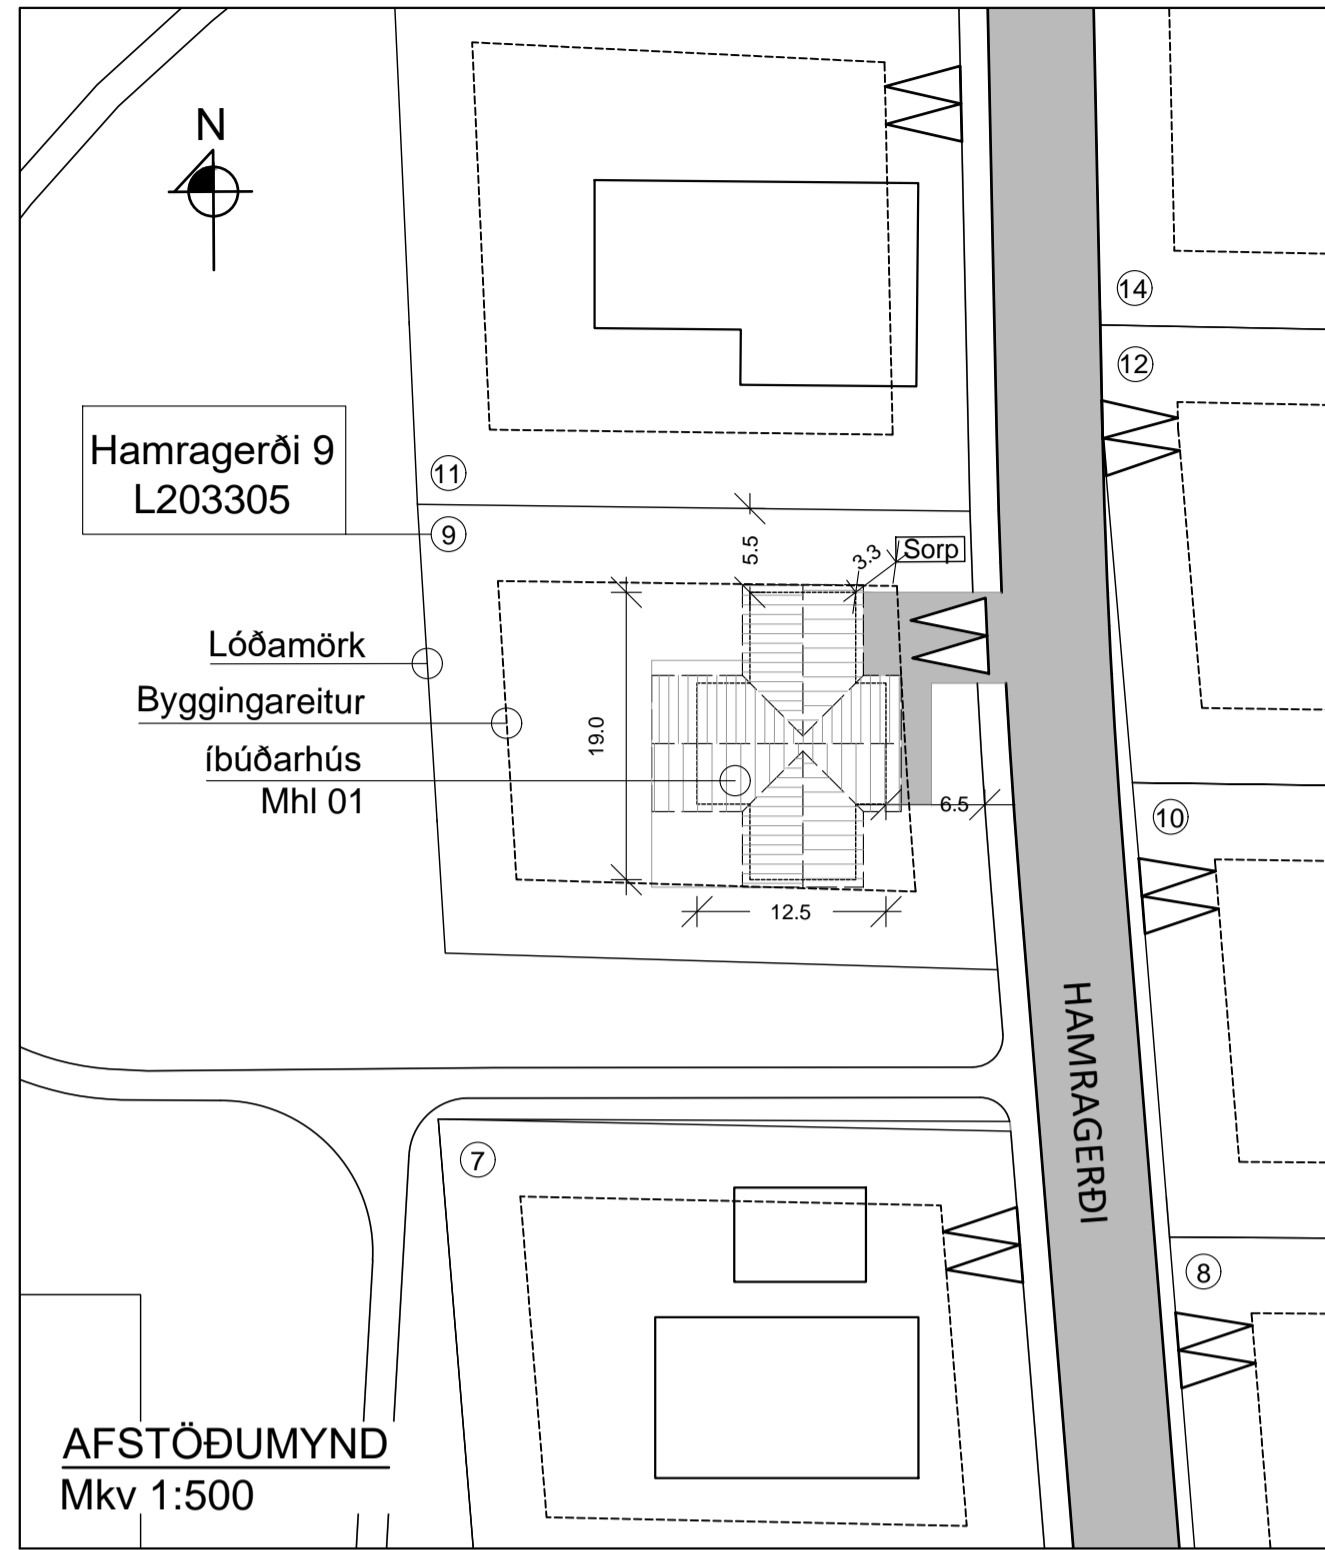 N
14
12
Hamragerði 9
L203305
11
9
5.5
3.3
Sorp
Lóðamörk
Byggingareitur
íbúðarhús
Mhl 01
19.0
6.5
10
12.5
HAMRAGERÐI
7
8
AFSTÖÐUMYND
Mkv 1:500